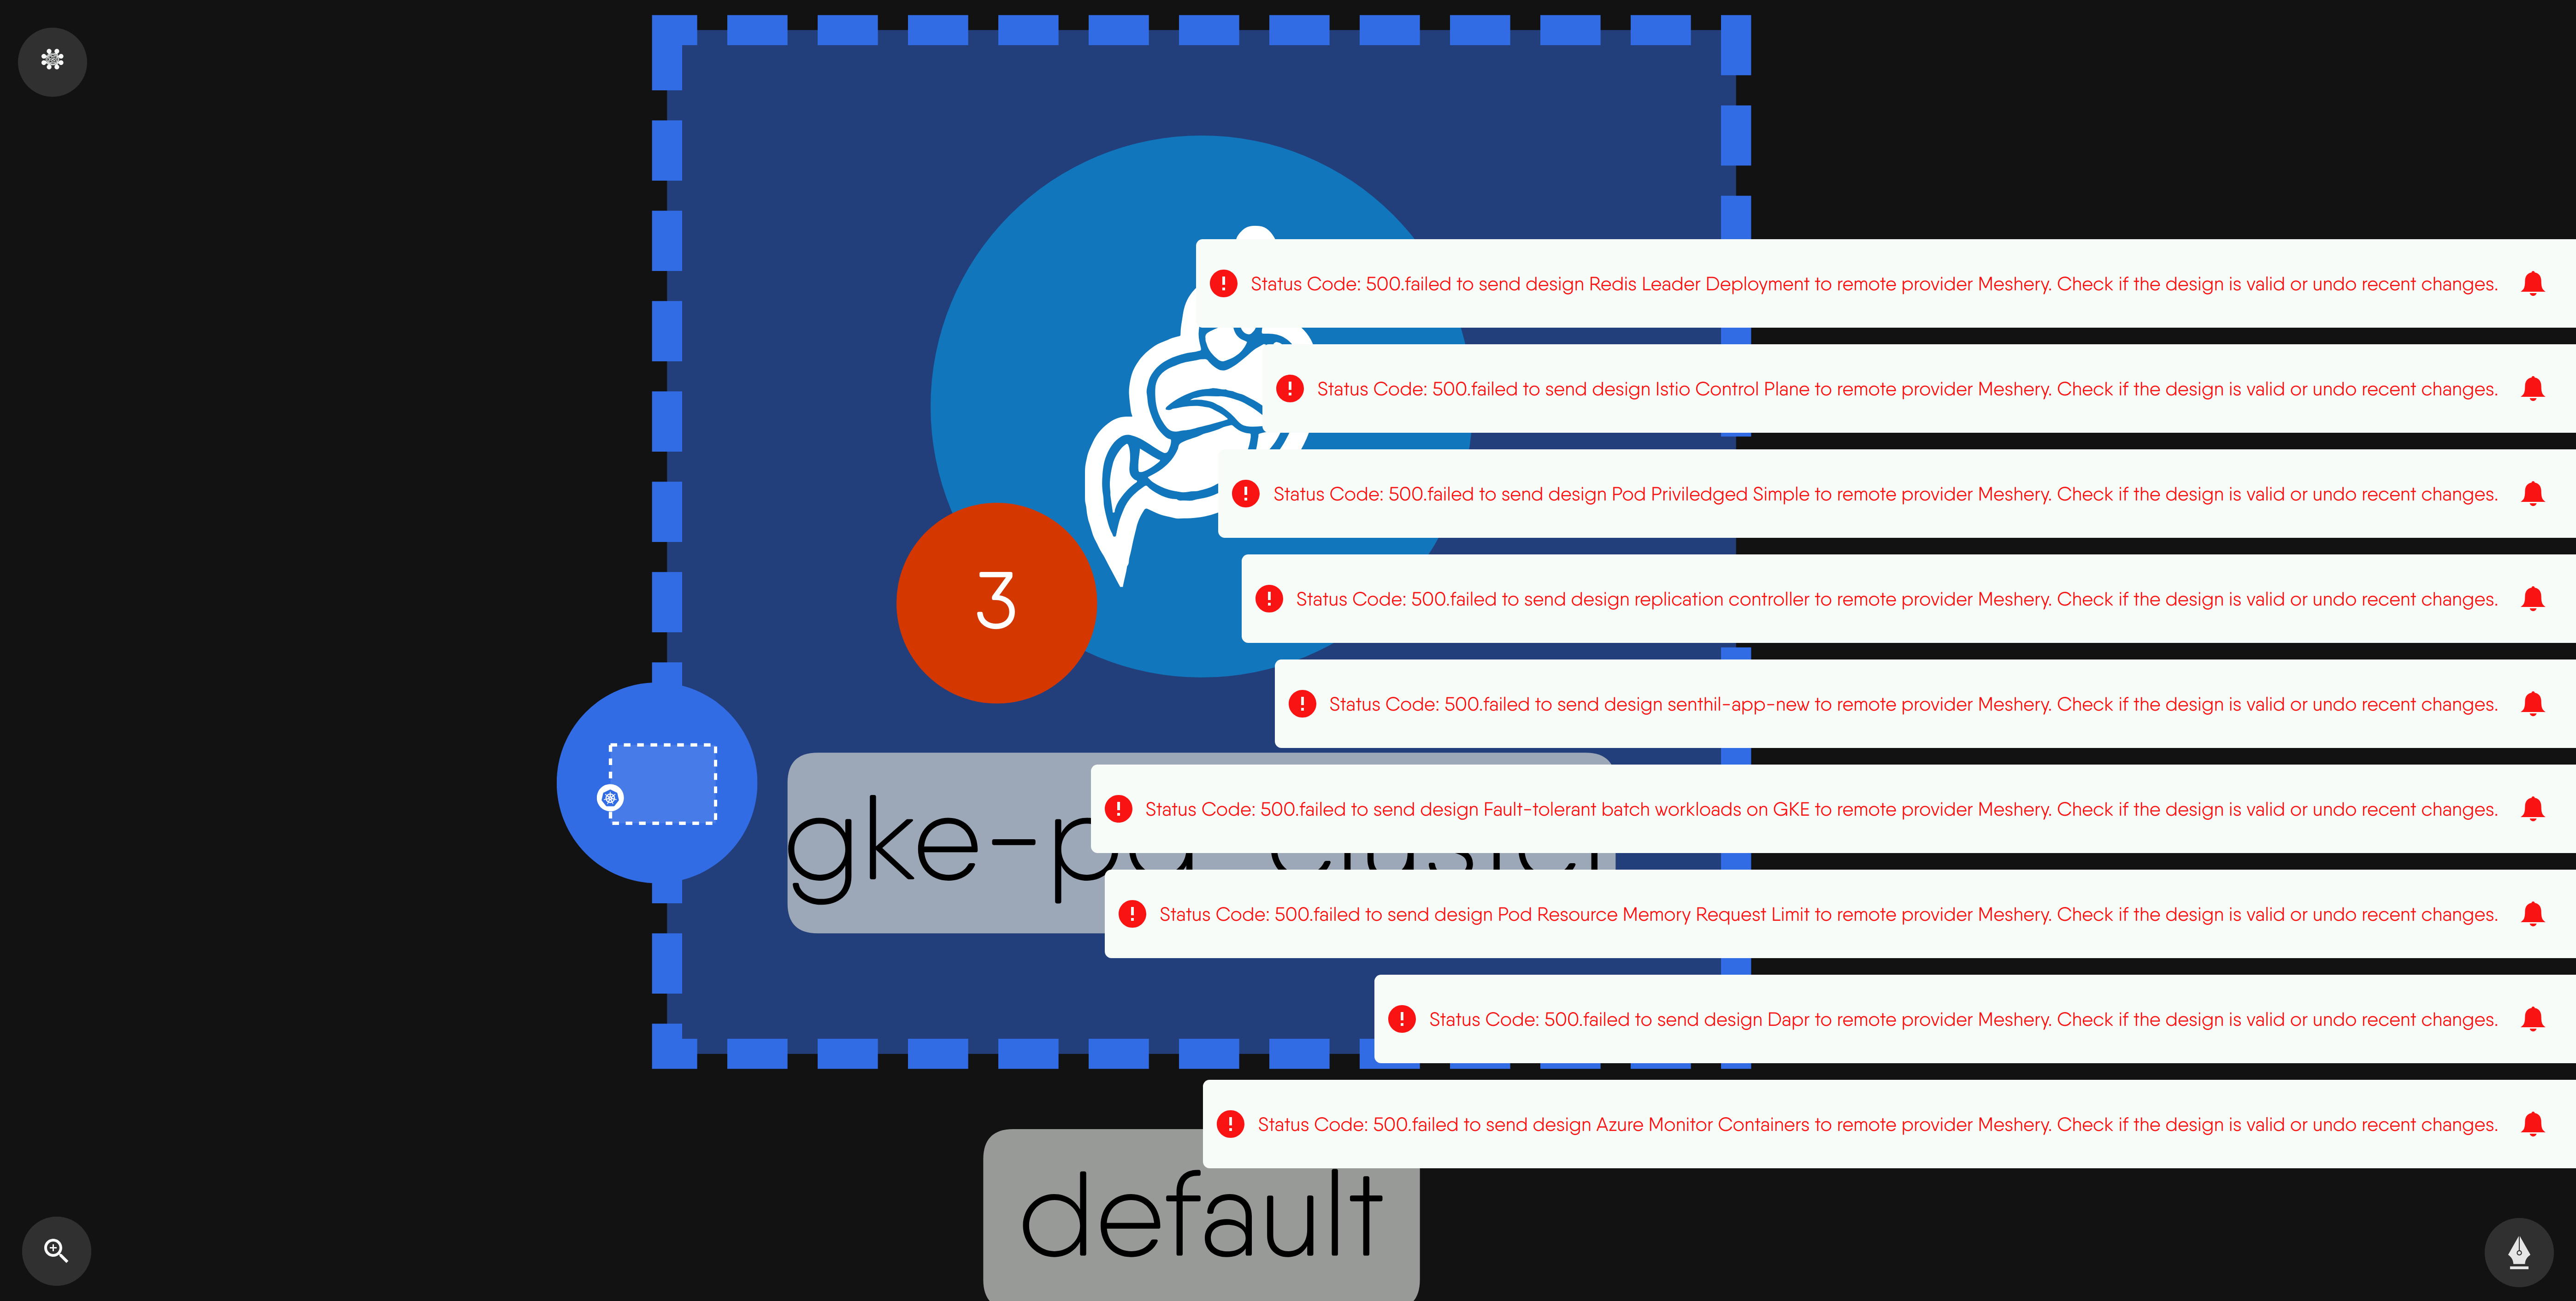 Status Code: 500.failed to send design Redis Leader Deployment to remote provider Meshery. Check if the design is valid or undo recent changes.
Status Code: 500.failed to send design Istio Control Plane to remote provider Meshery. Check if the design is valid or undo recent changes.
Status Code: 500.failed to send design Pod Priviledged Simple to remote provider Meshery. Check if the design is valid or undo recent changes.
Status Code: 500.failed to send design replication controller to remote provider Meshery. Check if the design is valid or undo recent changes.
3
Status Code: 500.failed to send design senthil-app-new to remote provider Meshery. Check if the design is valid or undo recent changes.
Status Code: 500.failed to send design Fault-tolerant batch workloads on GKE to remote provider Meshery. Check if the design is valid or undo recent changes.
Status Code: 500.failed to send design Pod Resource Memory Request Limit to remote provider Meshery. Check if the design is valid or undo recent changes.
Status Code: 500.failed to send design Dapr to remote provider Meshery. Check if the design is valid or undo recent changes.
Status Code: 500.failed to send design Azure Monitor Containers to remote provider Meshery. Check if the design is valid or undo recent changes.
default